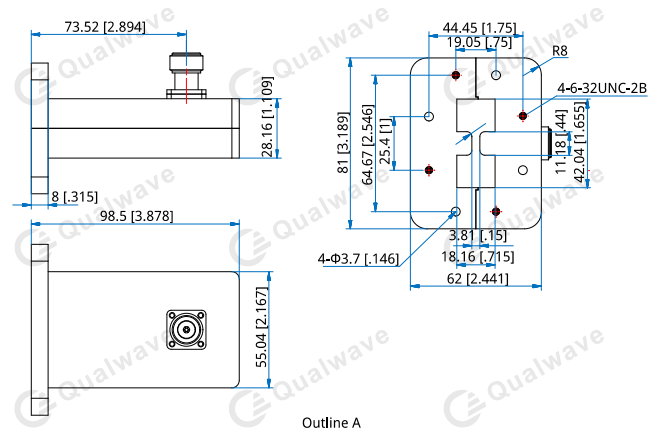 73.52 [2.894]
28.16 [1.109]
8 [.315]
98.5 [3.878]
55.04 [2.167]
44.45 [1.75]
19.05 [.75]
R8
4-6-32UNC-2B
81 [3.189]
64.67 [2.546]
25.4 [1]
11.18 [.44]
42.04 [1.655]
3.81 [.15]
4-Φ3.7 [.146]
18.16 [.715]
62 [2.441]
Outline A
Qualwave
Qualwave
Qualwave
Qualwave
Qualwave
Qualwave
Qualwave
Qualwave
Qualwave